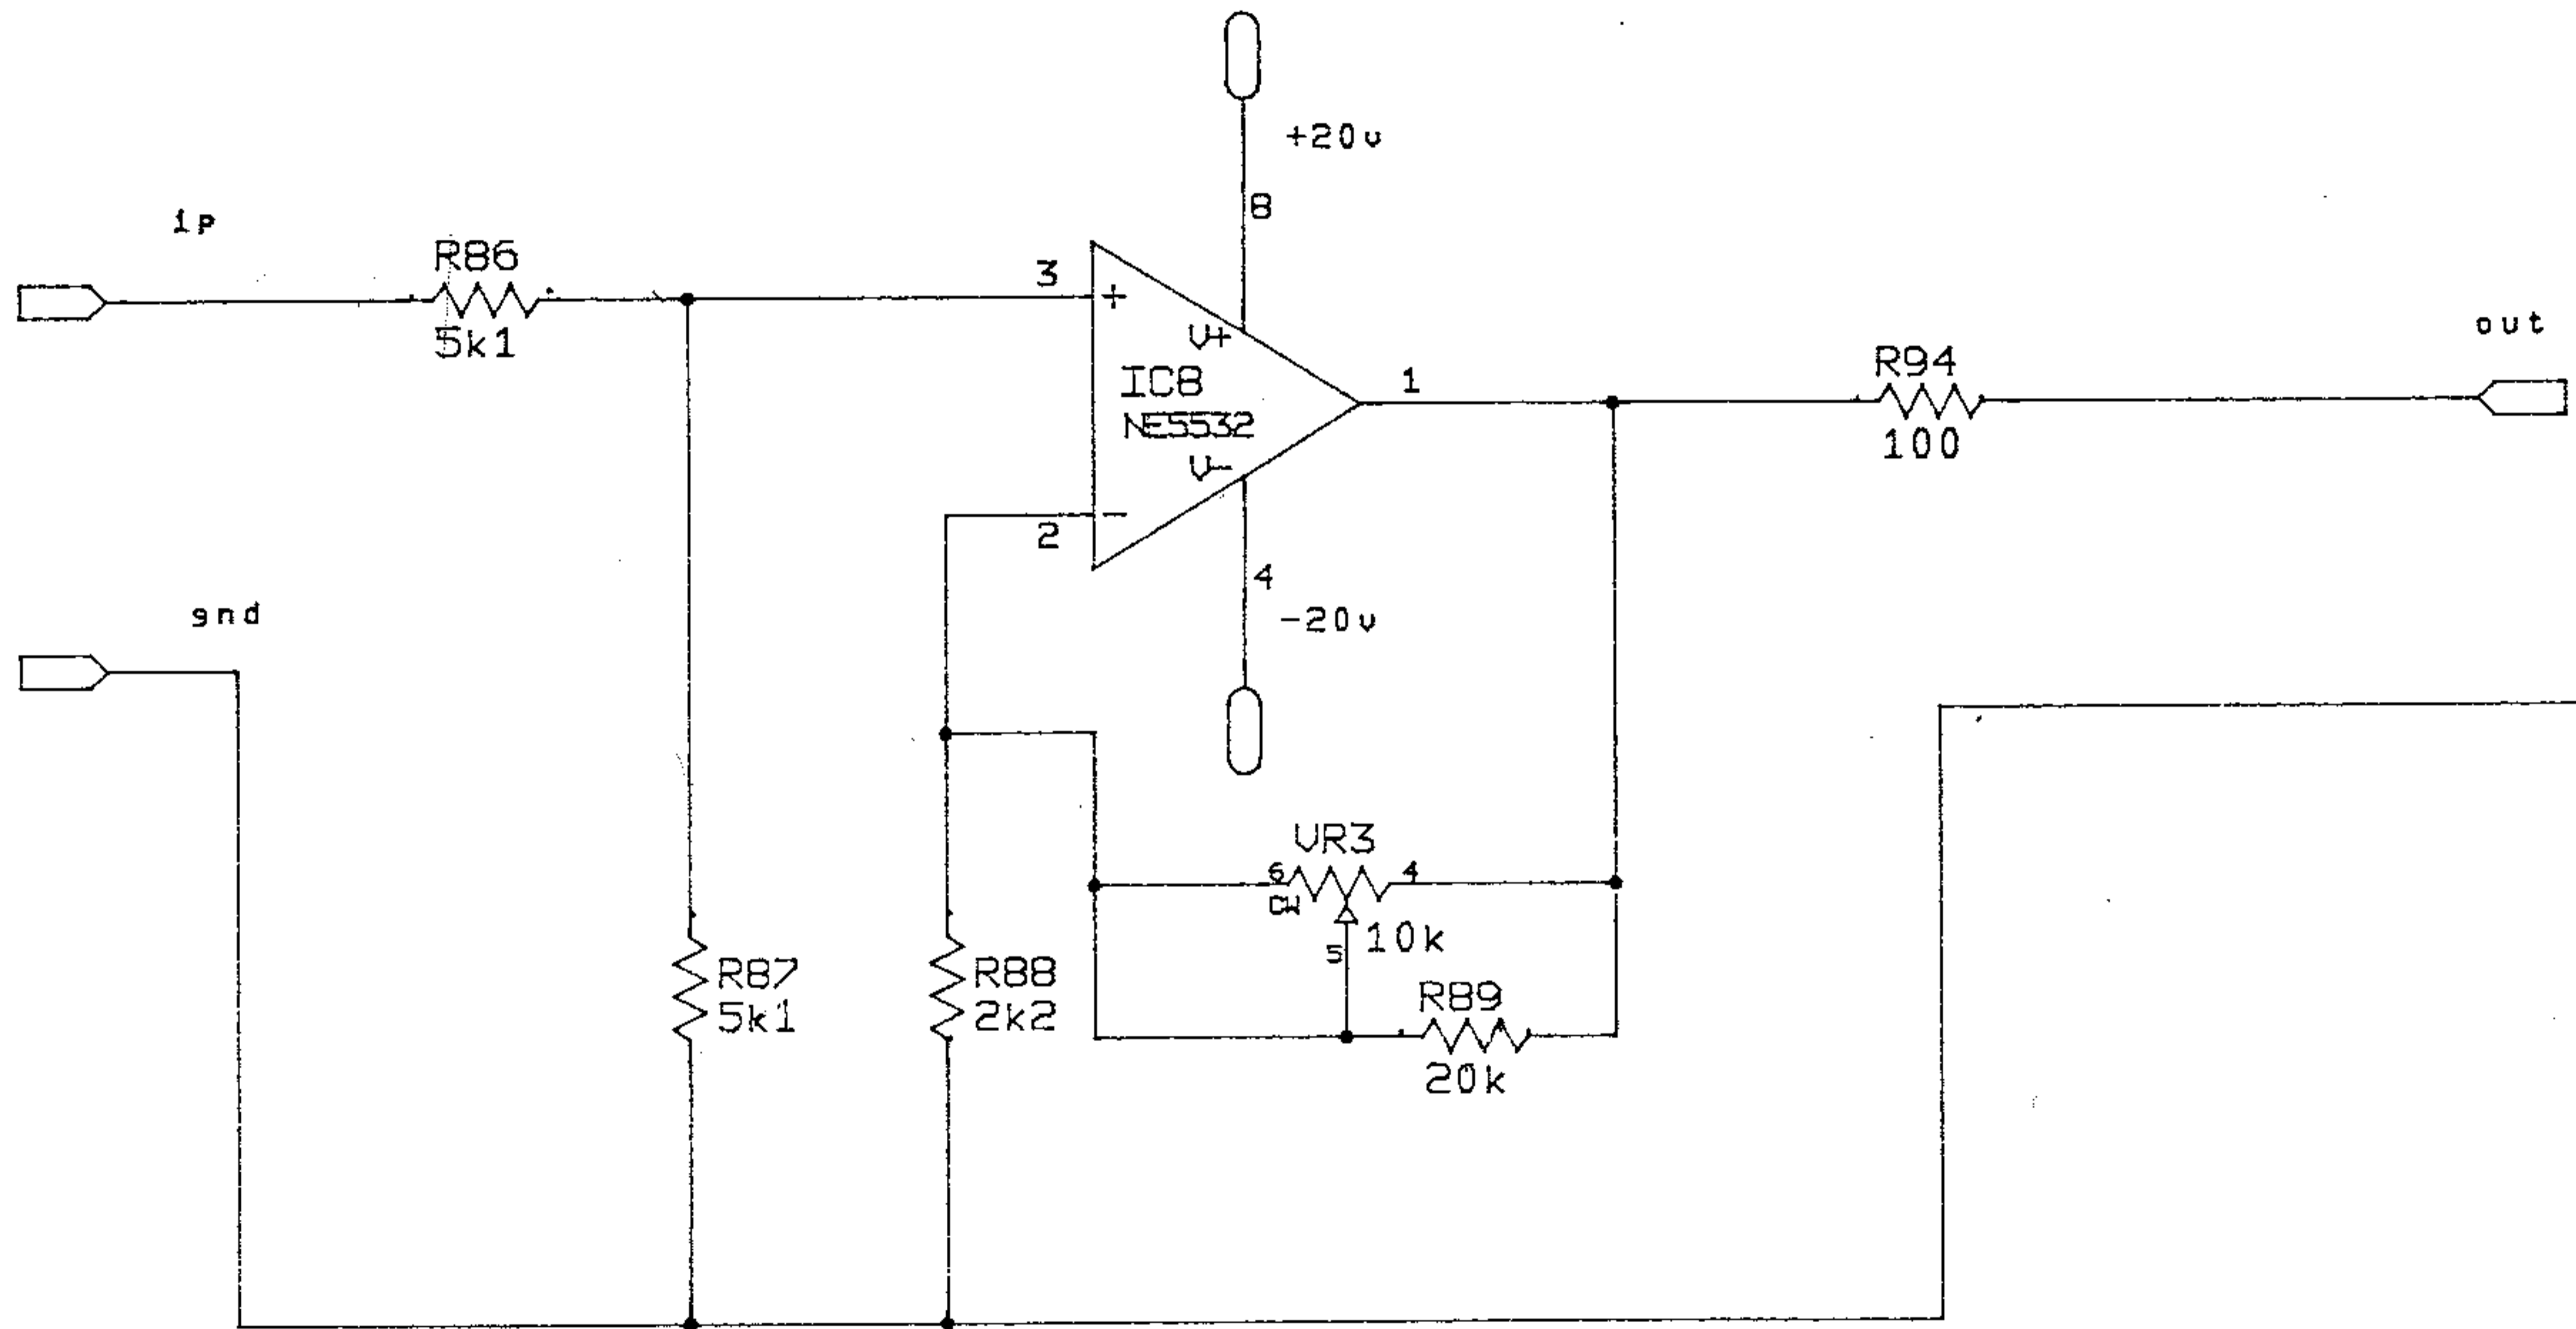 +20v
8
ip
R86
5k1
3
+
V+
IC8
NE5532
V-
-
2
1
R94
100
out
4
-20v
gnd
VR3
6
CW
4
5
10k
R87
5k1
R88
2k2
R89
20k